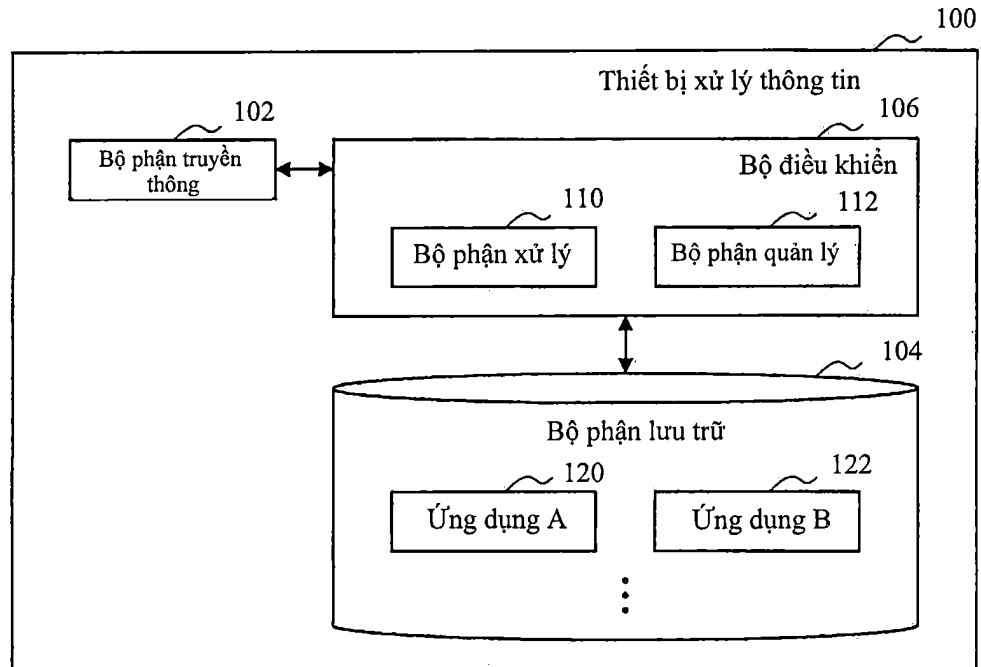 100
Thiết bị xử lý thông tin
102
106
Bộ phận truyền
thông
Bộ điều khiển
110
112
Bộ phận xử lý
Bộ phận quản lý
104
Bộ phận lưu trữ
120
122
Ứng dụng A
Ứng dụng B